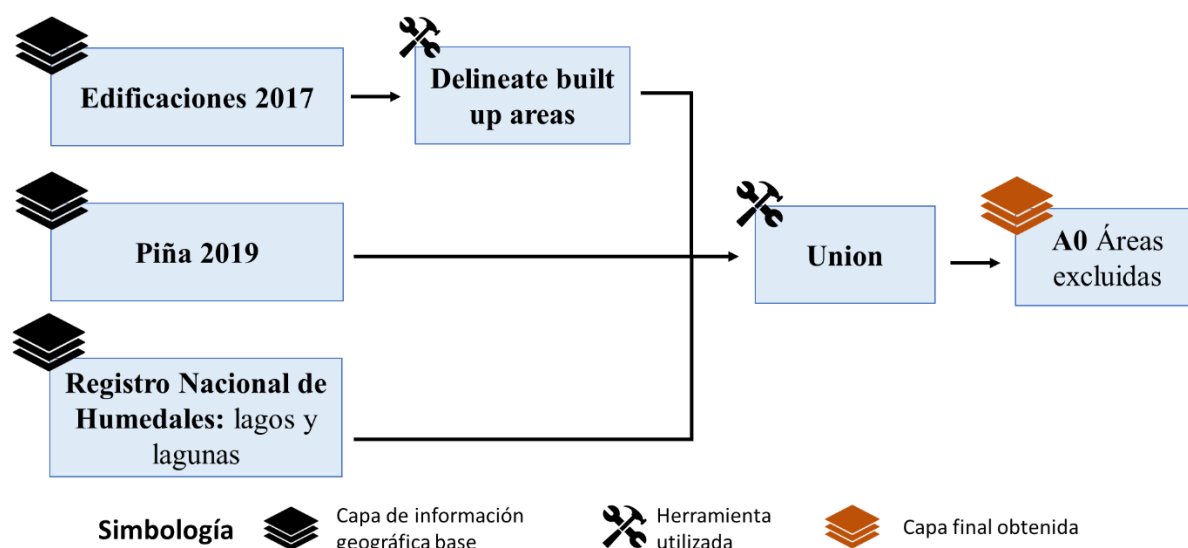 Edificaciones 2017
Delineate built
up areas
Piña 2019
Union
A0 Áreas
excluidas
Registro Nacional de
Humedales: lagos y
lagunas
Simbología
Capa de información
geográfica base
Herramienta
utilizada
Capa final obtenida